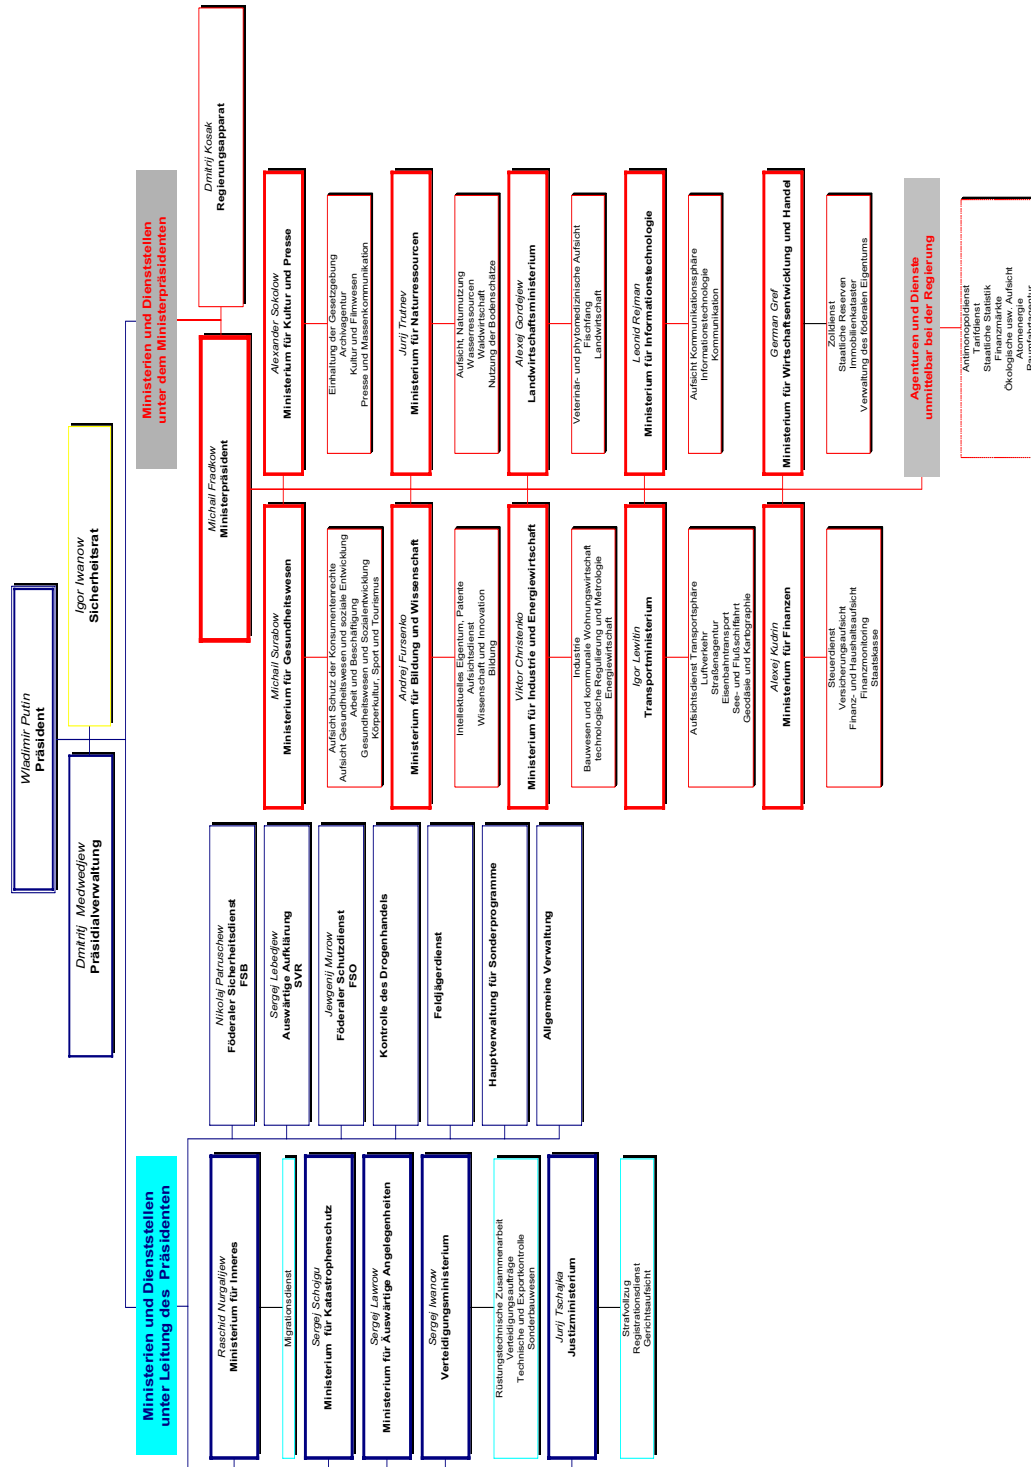 Wladimir Putin
Präsident
Dmitritj Medwedjew
Präsidialverwaltung
Igor Iwanow
Sicherheitsrat
Ministerien und Dienststellen
unter Leitung des Präsidenten
Raschid Nurgalijew
Ministerium für Inneres
Migrationsdienst
Sergej Schojgu
Ministerium für Katastrophenschutz
Sergej Lawrow
Ministerium für Auswärtige Angelegenheiten
Sergej Iwanow
Verteidigungsministerium
Rüstungstechnische Zusammenarbeit
Verteidigungsaufträge
Technische und Exportkontrolle
Sonderbauwesen
Jurij Tschajka
Justizministerium
Strafvollzug
Registrationsdienst
Gerichtsaufsicht
Nikolaj Patruschew
Föderaler Sicherheitsdienst
FSB
Sergej Lebedjew
Auswärtige Aufklärung
SVR
Jewgenij Murow
Föderaler Schutzdienst
FSO
Kontrolle des Drogenhandels
Feldjägerdienst
Hauptverwaltung für Sonderprogramme
Allgemeine Verwaltung
Ministerien und Dienststellen
unter dem Ministerpräsidenten
Michail Fradkow
Ministerpräsident
Dmitrij Kosak
Regierungsapparat
Michail Surabow
Ministerium für Gesundheitswesen
Aufsicht Schutz der Konsumentenrechte
Aufsicht Gesundheitswesen und soziale Entwicklung
Arbeit und Beschäftigung
Gesundheitswesen und Sozialentwicklung
Körperkultur, Sport und Tourismus
Alexander Sokolow
Ministerium für Kultur und Presse
Einhaltung der Gesetzgebung
Archivagentur
Kultur und Filmwesen
Presse und Massenkommunikation
Andrej Fursenko
Ministerium für Bildung und Wissenschaft
Intellektuelles Eigentum, Patente
Aufsichtsdienst
Wissenschaft und Innovation
Bildung
Jurij Trutnev
Ministerium für Naturressourcen
Aufsicht, Naturnutzung
Wasserressourcen
Waldwirtschaft
Nutzung der Bodenschätze
Viktor Christenko
Ministerium für Industrie und Energiewirtschaft
Industrie
Bauwesen und kommunale Wohnungswirtschaft
technologische Regulierung und Metrologie
Energiewirtschaft
Alexej Gordejew
Landwirtschaftsministerium
Veterinär- und phytomedizinische Aufsicht
Fischfang
Landwirtschaft
Igor Lewitin
Transportministerium
Aufsichtsdienst Transportsphäre
Luftverkehr
Straßenagentur
Eisenbahntransport
See- und Flußschiffahrt
Geodäsie und Kartographie
Leonid Rejman
Ministerium für Informationstechnologie
Aufsicht Kommunikationssphäre
Informationstechnologie
Kommunikation
Alexej Kudrin
Ministerium für Finanzen
Steuerdienst
Versicherungsaufsicht
Finanz- und Haushaltsaufsicht
Finanzmonitoring
Staatskasse
German Gref
Ministerium für Wirtschaftsentwicklung und Handel
Zolldienst
Staatliche Reserven
Immobilienkataster
Verwaltung des föderalen Eigentums
Agenturen und Dienste
unmittelbar bei der Regierung
Antimonopoldienst
Tarifdienst
Staatliche Statistik
Finanzmärkte
Ökologische usw. Aufsicht
Atomenergie